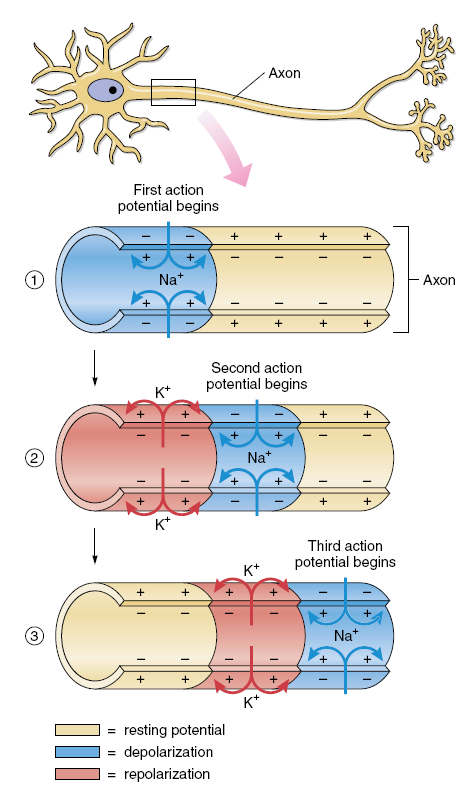 Axon
First action
potential begins
− − + + + +
+ + − − − −
1
Na⁺
Axon
+ + − − − −
− − + + + +
Second action
potential begins
K⁺
+ + − − + +
− − + + − −
2
Na⁺
− − + + − −
+ + − − + +
K⁺
Third action
potential begins
K⁺
+ + + + − −
− − − − + +
3
Na⁺
− − − − + +
+ + + + − −
K⁺
= resting potential
= depolarization
= repolarization